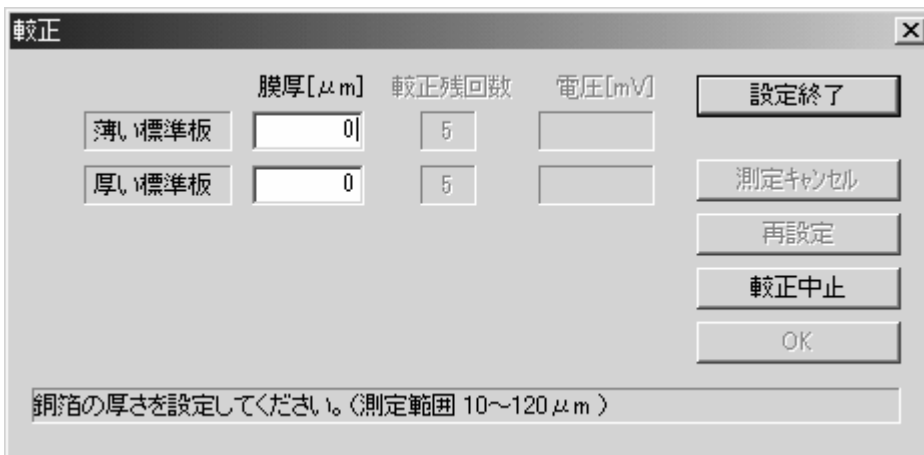 較正
膜厚[μm] 較正残回数 電圧[mV]
薄い標準板 0 5
厚い標準板 0 5
設定終了
測定キャンセル
再設定
較正中止
OK
銅箔の厚さを設定してください。(測定範囲 10～120μm )